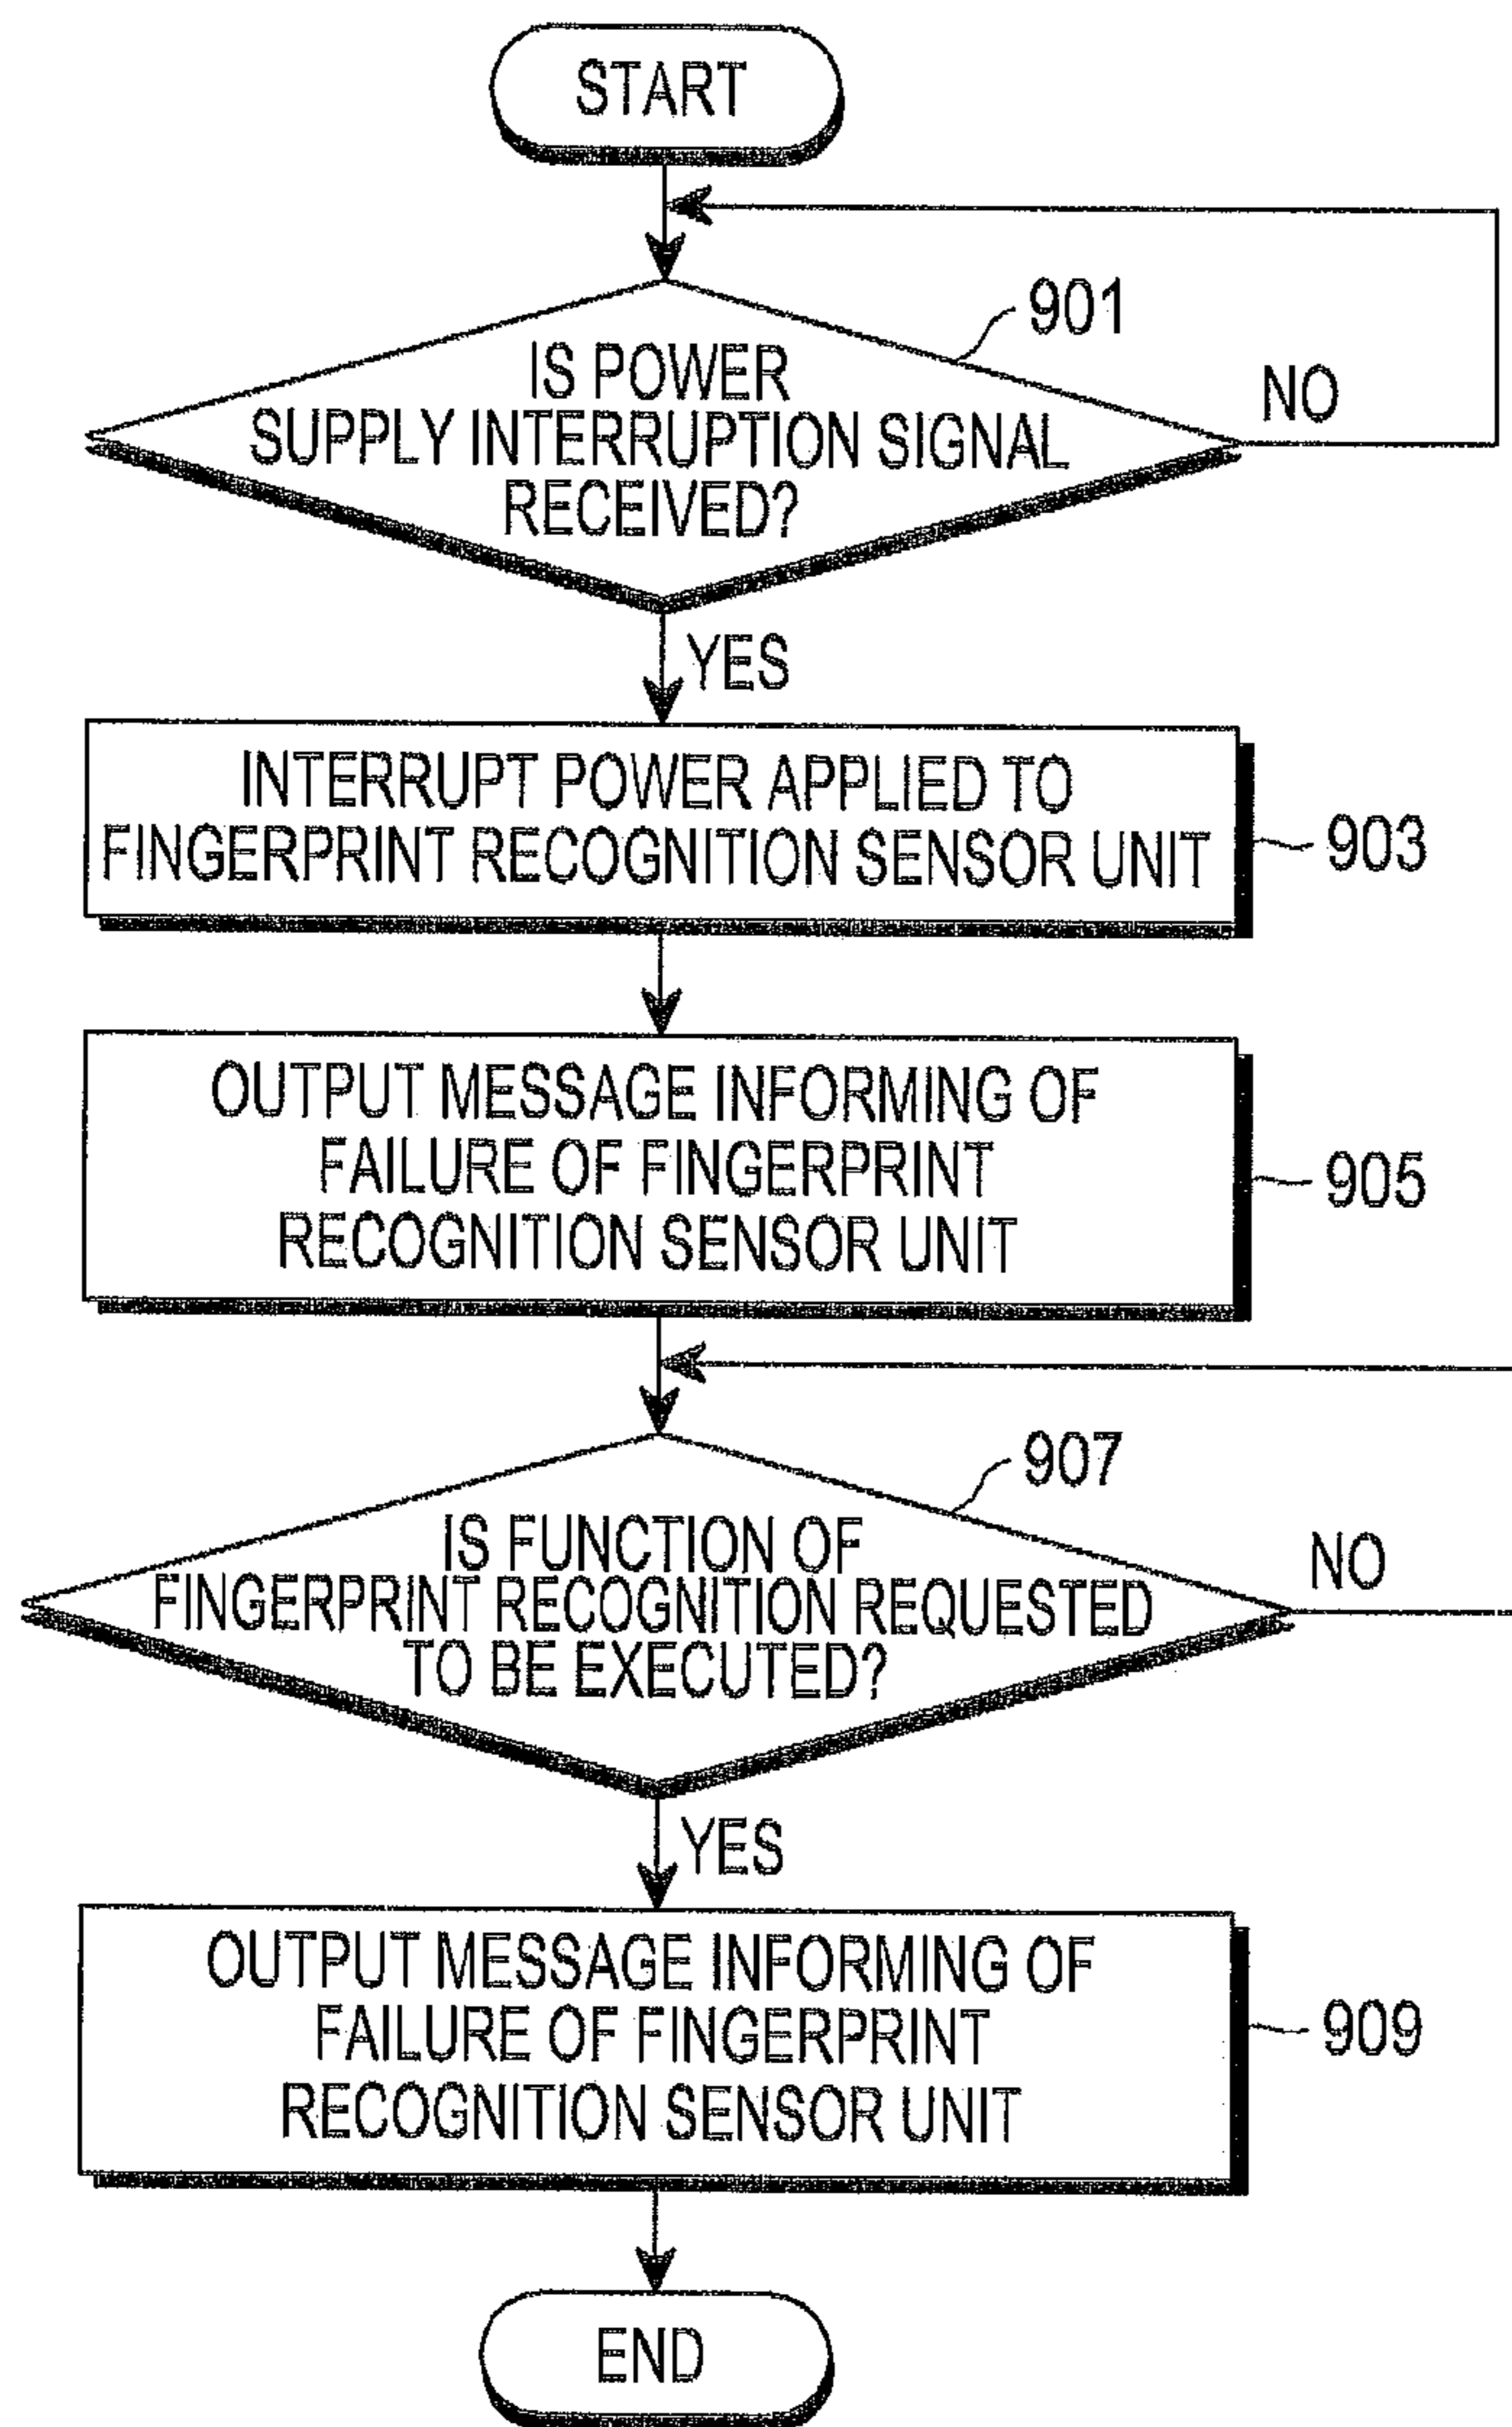 START
901
IS POWER
SUPPLY INTERRUPTION SIGNAL
RECEIVED?
NO
YES
INTERRUPT POWER APPLIED TO
FINGERPRINT RECOGNITION SENSOR UNIT
903
OUTPUT MESSAGE INFORMING OF
FAILURE OF FINGERPRINT
RECOGNITION SENSOR UNIT
905
907
IS FUNCTION OF
FINGERPRINT RECOGNITION REQUESTED
TO BE EXECUTED?
NO
YES
OUTPUT MESSAGE INFORMING OF
FAILURE OF FINGERPRINT
RECOGNITION SENSOR UNIT
909
END